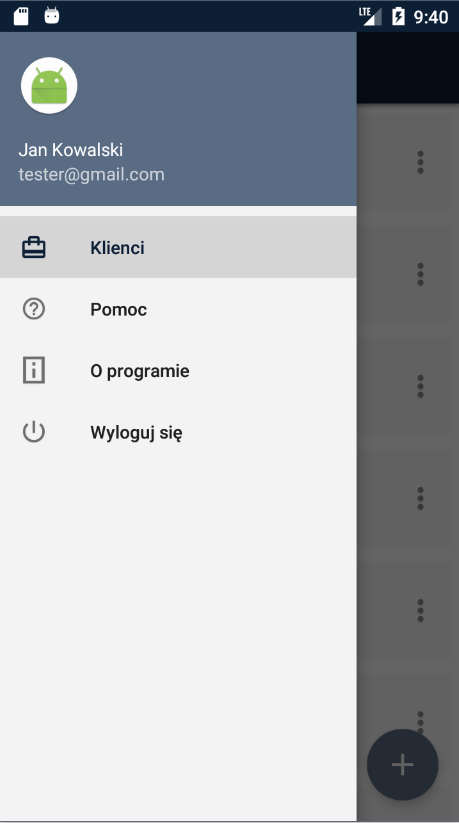 LTE
9:40
Jan Kowalski
tester@gmail.com
Klienci
Pomoc
O programie
Wyloguj się